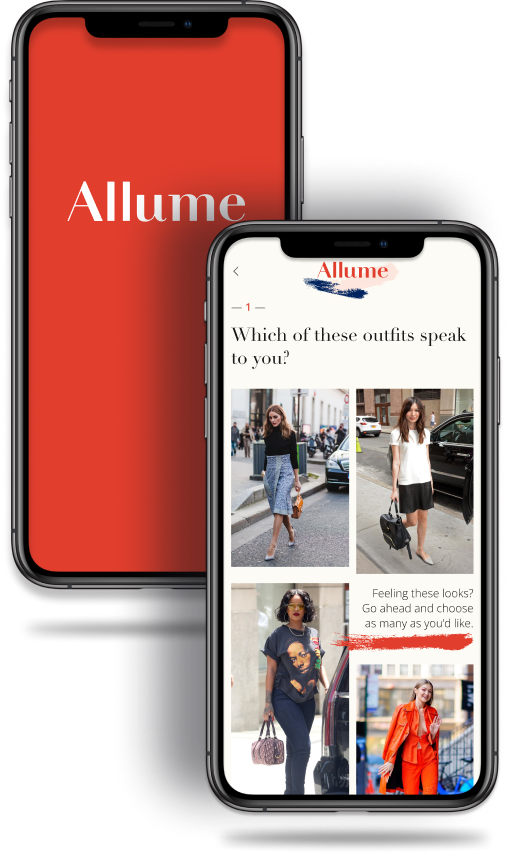 Allume
Allume
— 1 —
Which of these outfits speak
to you?
Feeling these looks?
Go ahead and choose
as many as you'd like.